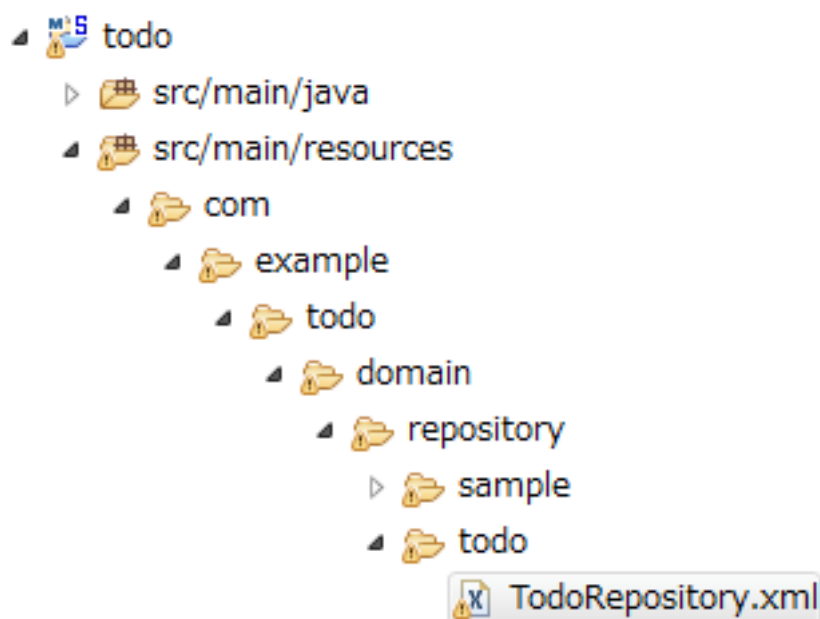 todo
src/main/java
src/main/resources
com
example
todo
domain
repository
sample
todo
TodoRepository.xml